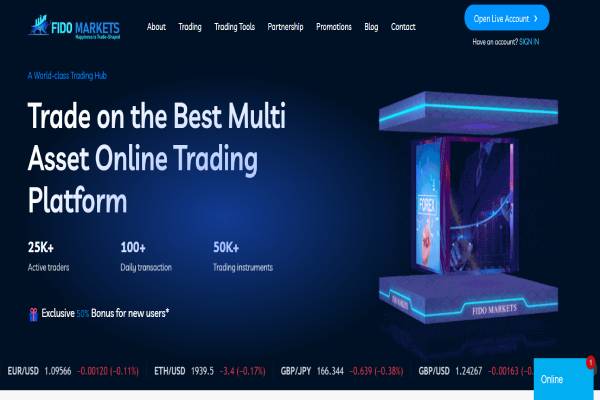 FIDO MARKETS
Happiness is Trade-Shaped
About Trading Trading Tools Partnership Promotions Blog Contact
Open Live Account
Have an account? SIGN IN
A World-class Trading Hub
Trade on the Best Multi
Asset Online Trading
Platform
25K+ 100+ 50K+
Active traders Daily transaction Trading instruments
Exclusive 50% Bonus for new users*
FOREX
FIDO MARKETS
FIDO MARKETS
EUR/USD 1.09566 −0.00120 (−0.11%) ETH/USD 1939.5 −3.4 (−0.17%) GBP/JPY 166.344 −0.639 (−0.38%) GBP/USD 1.24267 −0.00163 (−0.
Online
1